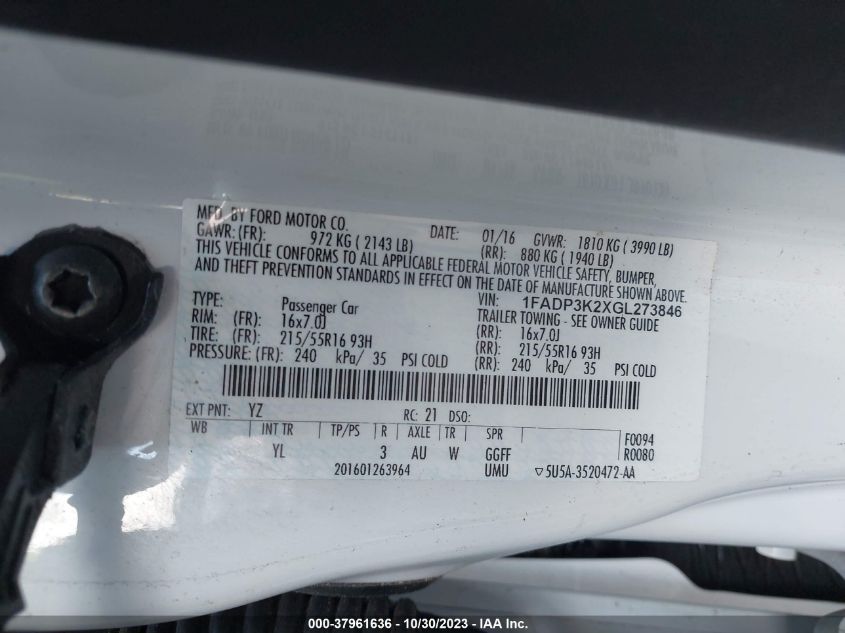 MFD. BY FORD MOTOR CO.
DATE: 01/16 GVWR: 1810 KG ( 3990 LB)
GAWR: (FR): 972 KG ( 2143 LB) (RR): 880 KG ( 1940 LB)
THIS VEHICLE CONFORMS TO ALL APPLICABLE FEDERAL MOTOR VEHICLE SAFETY, BUMPER,
AND THEFT PREVENTION STANDARDS IN EFFECT ON THE DATE OF MANUFACTURE SHOWN ABOVE.
VIN: 1FADP3K2XGL273846
TYPE: Passenger Car TRAILER TOWING - SEE OWNER GUIDE
RIM: (FR): 16x7.0J (RR): 16x7.0J
TIRE: (FR): 215/55R16 93H (RR): 215/55R16 93H
PRESSURE: (FR): 240 kPa/ 35 PSI COLD (RR): 240 kPa/ 35 PSI COLD
EXT PNT: YZ RC: 21 DSO:
WB INT TR TP/PS R AXLE TR SPR F0094
YL 3 AU W GGFF R0080
201601263964 UMU ▽5U5A-3520472-AA
000-37961636 - 10/30/2023 - IAA Inc.